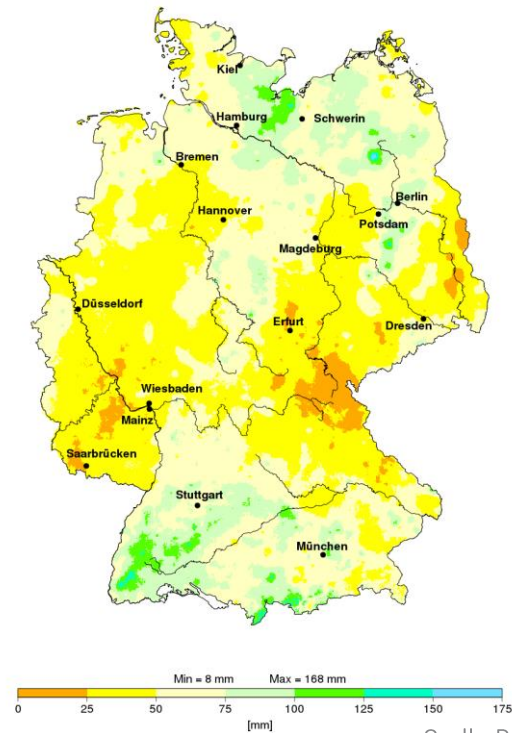 Kiel
Hamburg
Schwerin
Bremen
Berlin
Hannover
Potsdam
Magdeburg
Düsseldorf
Erfurt
Dresden
Wiesbaden
Mainz
Saarbrücken
Stuttgart
München
Min = 8 mm Max = 168 mm
0 25 50 75 100 125 150 175
[mm]